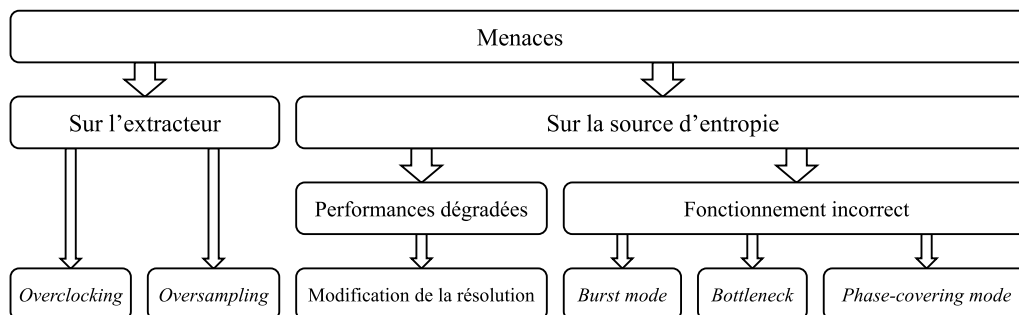 Menaces
Sur l’extracteur
Sur la source d’entropie
Performances dégradées
Fonctionnement incorrect
Overclocking
Oversampling
Modification de la résolution
Burst mode
Bottleneck
Phase-covering mode